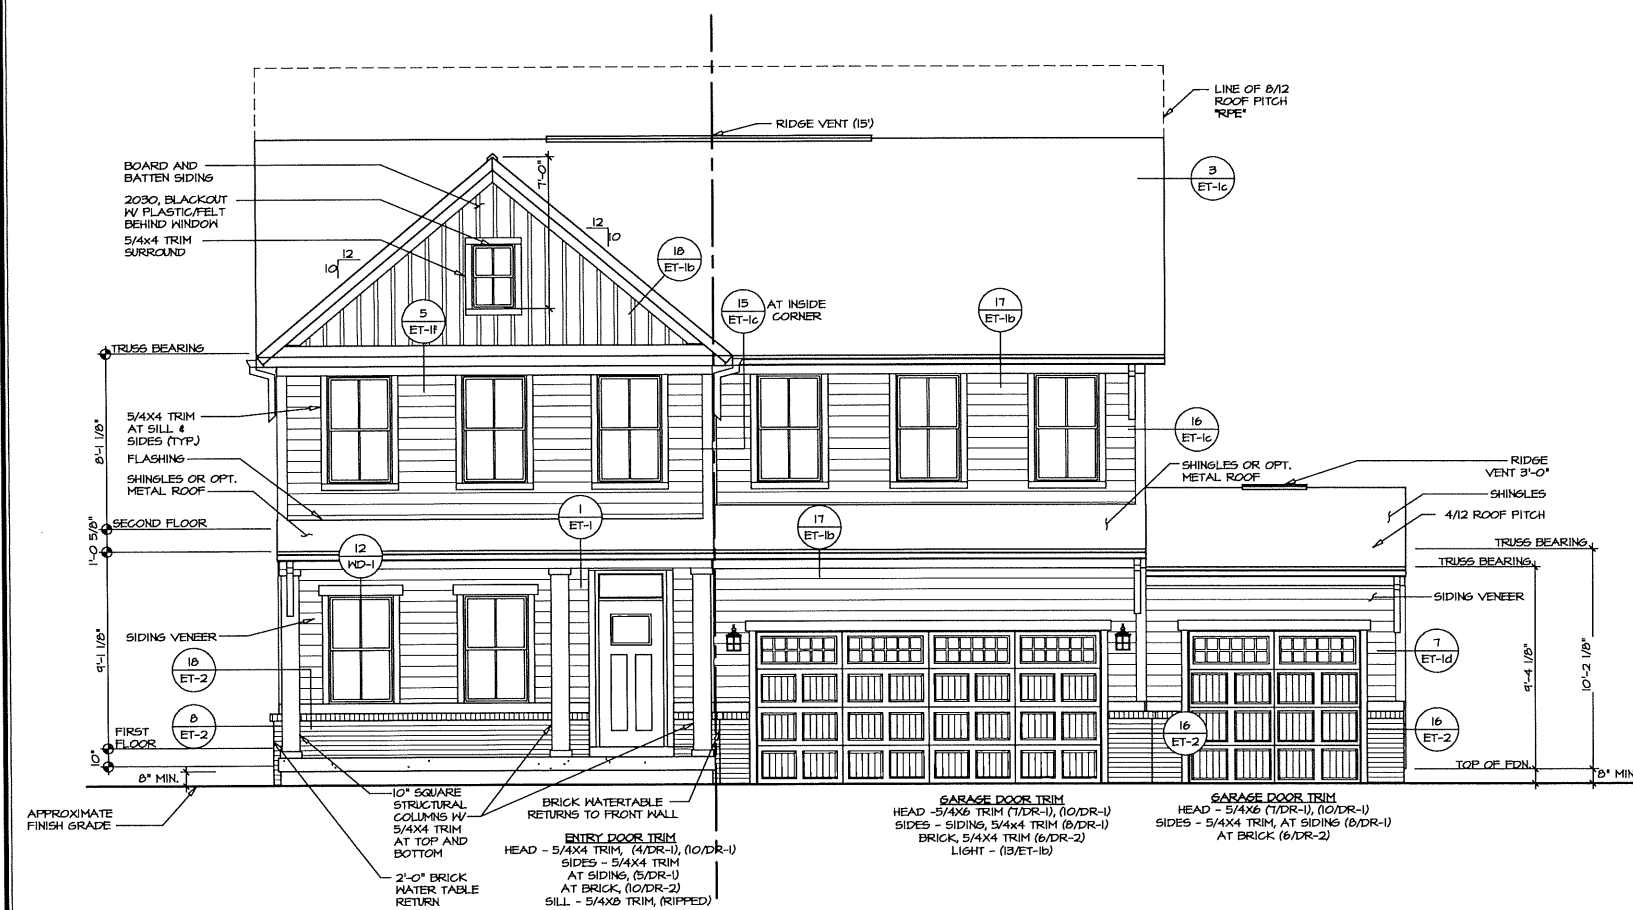 LINE OF 8/12
ROOF PITCH
"RPE"
RIDGE VENT (15')
BOARD AND
BATTEN SIDING
2030, BLACKOUT
W/ PLASTIC/FELT
BEHIND WINDOW
5/4x4 TRIM
SURROUND
7'-0"
12
10
12
10
3
ET-1c
18
ET-1b
5
ET-1f
15
ET-1c
AT INSIDE
CORNER
17
ET-1b
TRUSS BEARING
8'-1 1/8"
5/4X4 TRIM
AT SILL &
SIDES (TYP.)
FLASHING
SHINGLES OR OPT.
METAL ROOF
16
ET-1c
SHINGLES OR OPT.
METAL ROOF
RIDGE
VENT 3'-0"
SHINGLES
4/12 ROOF PITCH
SECOND FLOOR
1'-0 5/8"
1
ET-1
17
ET-1b
12
WD-1
TRUSS BEARING
TRUSS BEARING
SIDING VENEER
SIDING VENEER
9'-1 1/8"
18
ET-2
8
ET-2
7
ET-1d
9'-4 1/8"
10'-2 1/8"
16
ET-2
16
ET-2
FIRST
FLOOR
10"
8" MIN.
TOP OF FDN.
8" MIN
APPROXIMATE
FINISH GRADE
10" SQUARE
STRUCTURAL
COLUMNS W/
5/4X4 TRIM
AT TOP AND
BOTTOM
2'-0" BRICK
WATER TABLE
RETURN
BRICK WATERTABLE
RETURNS TO FRONT WALL
ENTRY DOOR TRIM
HEAD - 5/4X4 TRIM, (4/DR-1), (10/DR-1)
SIDES - 5/4X4 TRIM
AT SIDING, (5/DR-1)
AT BRICK, (10/DR-2)
SILL - 5/4X8 TRIM, (RIPPED)
GARAGE DOOR TRIM
HEAD -5/4X6 TRIM (7/DR-1), (10/DR-1)
SIDES - SIDING, 5/4x4 TRIM (8/DR-1)
BRICK, 5/4X4 TRIM (6/DR-2)
LIGHT - (13/ET-1b)
GARAGE DOOR TRIM
HEAD - 5/4X6 (7/DR-1), (10/DR-1)
SIDES - 5/4X4 TRIM, AT SIDING (8/DR-1)
AT BRICK (6/DR-2)